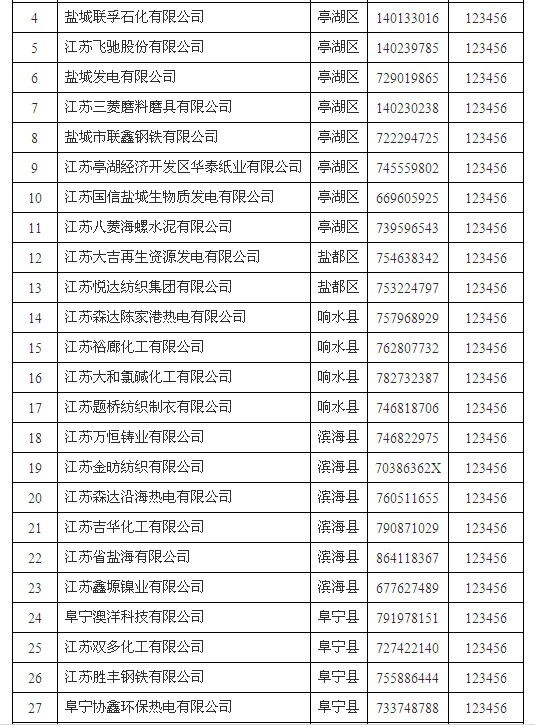 4 盐城联孚石化有限公司 亭湖区 140133016 123456
5 江苏飞驰股份有限公司 亭湖区 140239785 123456
6 盐城发电有限公司 亭湖区 729019865 123456
7 江苏三菱磨料磨具有限公司 亭湖区 140230238 123456
8 盐城市联鑫钢铁有限公司 亭湖区 722294725 123456
9 江苏亭湖经济开发区华泰纸业有限公司 亭湖区 745559802 123456
10 江苏国信盐城生物质发电有限公司 亭湖区 669605925 123456
11 江苏八菱海螺水泥有限公司 亭湖区 739596543 123456
12 江苏大吉再生资源发电有限公司 盐都区 754638342 123456
13 江苏悦达纺织集团有限公司 盐都区 753224797 123456
14 江苏森达陈家港热电有限公司 响水县 757968929 123456
15 江苏裕廊化工有限公司 响水县 762807732 123456
16 江苏大和氯碱化工有限公司 响水县 782732387 123456
17 江苏题桥纺织制衣有限公司 响水县 746818706 123456
18 江苏万恒铸业有限公司 滨海县 746822975 123456
19 江苏金昉纺织有限公司 滨海县 70386362X 123456
20 江苏森达沿海热电有限公司 滨海县 760511655 123456
21 江苏吉华化工有限公司 滨海县 790871029 123456
22 江苏省盐海有限公司 滨海县 864118367 123456
23 江苏鑫塬镍业有限公司 滨海县 677627489 123456
24 阜宁澳洋科技有限公司 阜宁县 791978151 123456
25 江苏双多化工有限公司 阜宁县 727422140 123456
26 江苏胜丰钢铁有限公司 阜宁县 755886444 123456
27 阜宁协鑫环保热电有限公司 阜宁县 733748788 123456